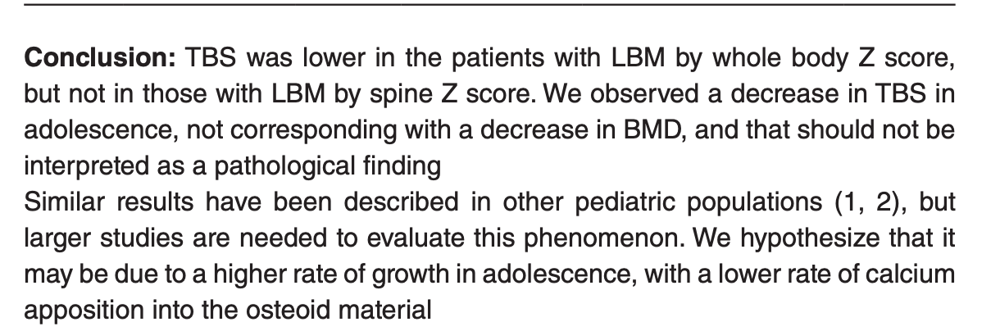 Conclusion: TBS was lower in the patients with LBM by whole body Z score,
but not in those with LBM by spine Z score. We observed a decrease in TBS in
adolescence, not corresponding with a decrease in BMD, and that should not be
interpreted as a pathological finding
Similar results have been described in other pediatric populations (1, 2), but
larger studies are needed to evaluate this phenomenon. We hypothesize that it
may be due to a higher rate of growth in adolescence, with a lower rate of calcium
apposition into the osteoid material